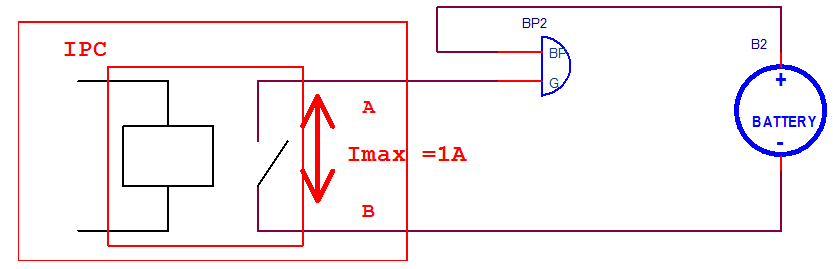 BP2
B2
IPC
BP
G
+
A
BATTERY
Imax =1A
-
B